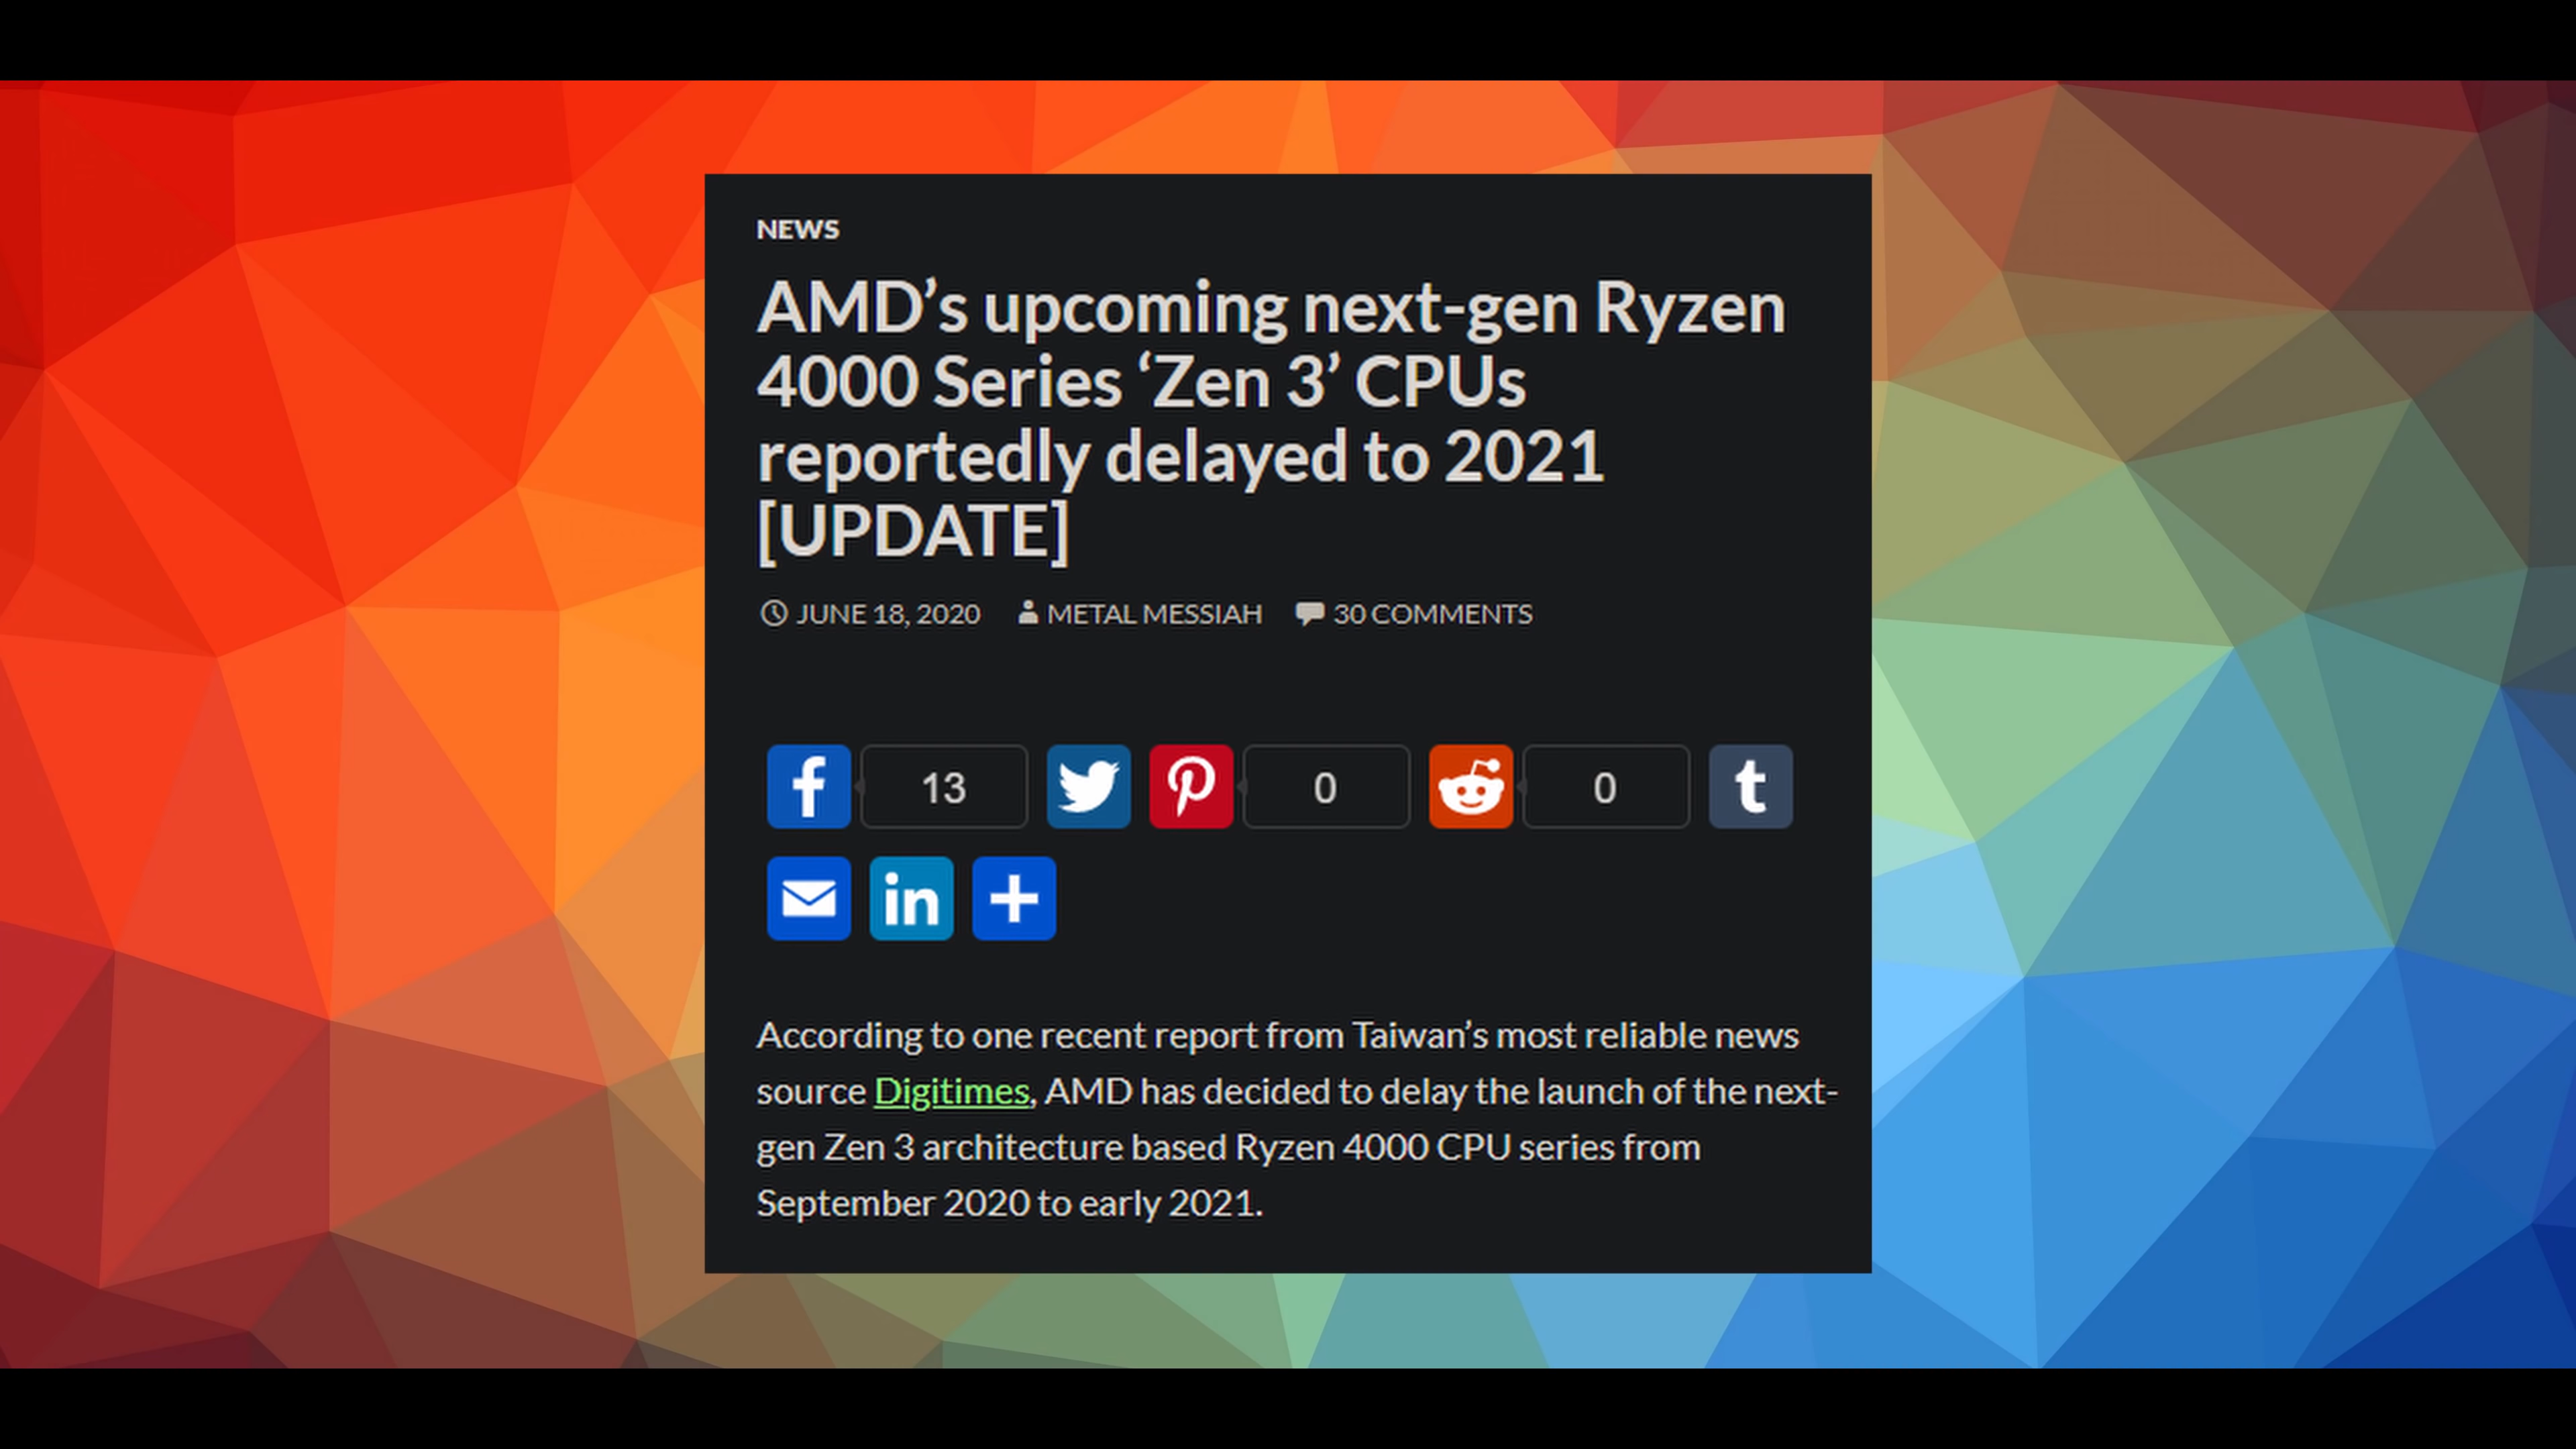 NEWS
AMD’s upcoming next-gen Ryzen
4000 Series ‘Zen 3’ CPUs
reportedly delayed to 2021
[UPDATE]
JUNE 18, 2020 METAL MESSIAH 30 COMMENTS
13 0 0
According to one recent report from Taiwan’s most reliable news
source Digitimes, AMD has decided to delay the launch of the next-
gen Zen 3 architecture based Ryzen 4000 CPU series from
September 2020 to early 2021.